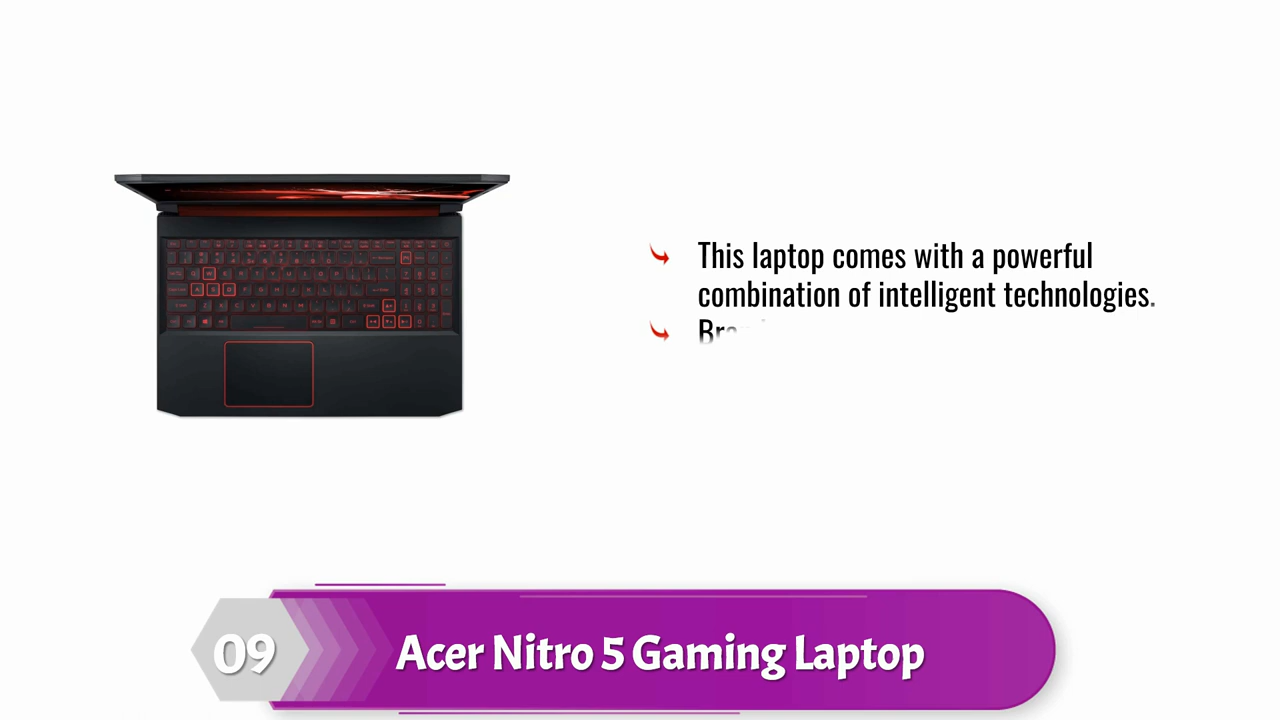 This laptop comes with a powerful
combination of intelligent technologies.
09
Acer Nitro 5 Gaming Laptop